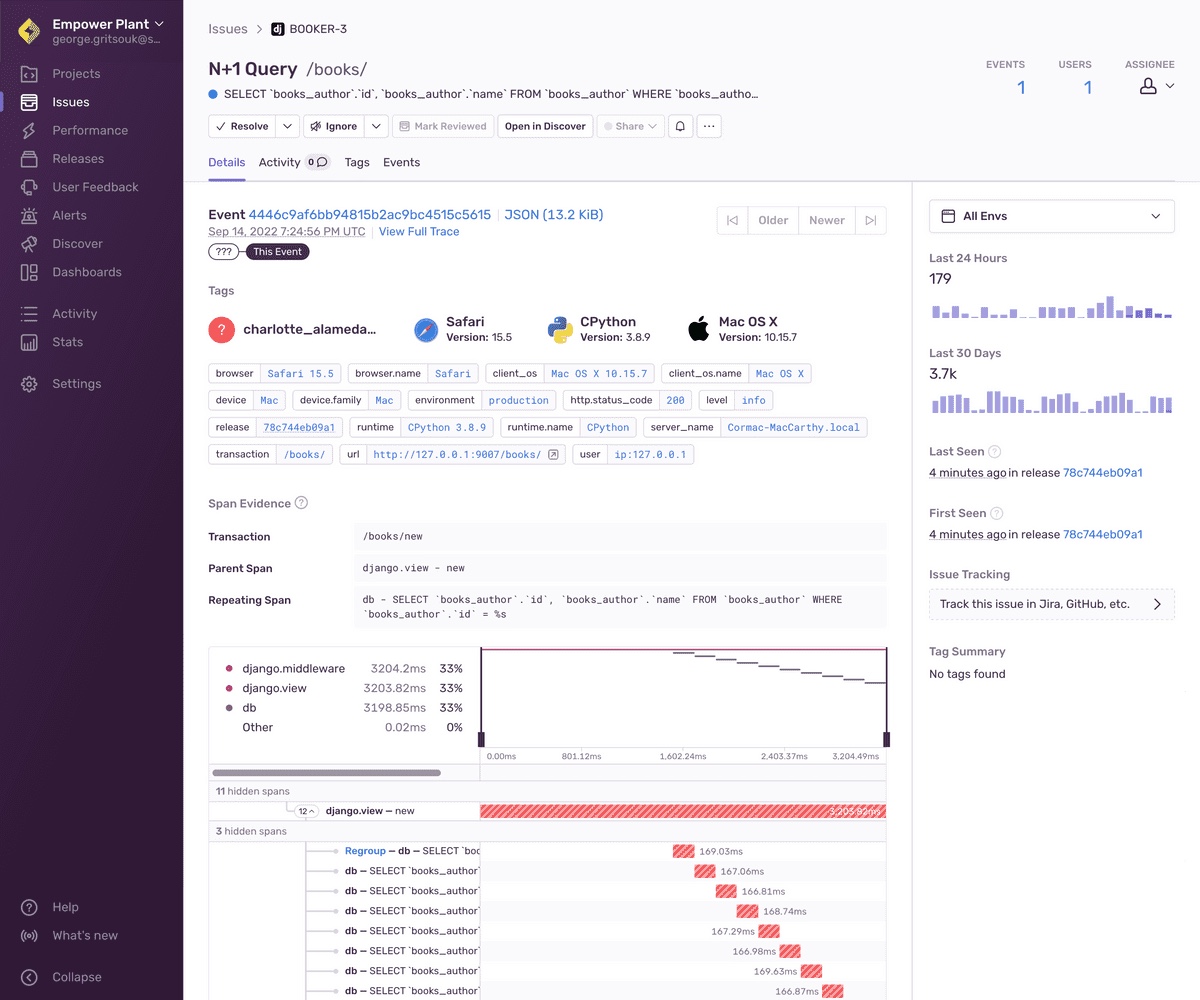 Empower Plant
george.gritsouk@s...
Projects
Issues
Performance
Releases
User Feedback
Alerts
Discover
Dashboards
Activity
Stats
Settings
Help
What's new
Collapse
Issues > dj BOOKER-3
N+1 Query /books/
SELECT `books_author`.`id`, `books_author`.`name` FROM `books_author` WHERE `books_autho...
EVENTS USERS ASSIGNEE
1 1
Resolve Ignore Mark Reviewed Open in Discover Share ...
Details Activity 0 Tags Events
Event 4446c9af6bb94815b2ac9bc4515c5615 JSON (13.2 KiB)
Sep 14, 2022 7:24:56 PM UTC View Full Trace
??? This Event
Older Newer
Tags
? charlotte_alameda...
Safari
Version: 15.5
CPython
Version: 3.8.9
Mac OS X
Version: 10.15.7
browser Safari 15.5 browser.name Safari client_os Mac OS X 10.15.7 client_os.name Mac OS X
device Mac device.family Mac environment production http.status_code 200 level info
release 78c744eb09a1 runtime CPython 3.8.9 runtime.name CPython server_name Cormac-MacCarthy.local
transaction /books/ url http://127.0.0.1:9007/books/ user ip:127.0.0.1
Span Evidence ?
Transaction /books/new
Parent Span django.view - new
Repeating Span db - SELECT `books_author`.`id`, `books_author`.`name` FROM `books_author` WHERE
`books_author`.`id` = %s
django.middleware 3204.2ms 33%
django.view 3203.82ms 33%
db 3198.85ms 33%
Other 0.02ms 0%
0.00ms 801.12ms 1,602.24ms 2,403.37ms 3,204.49ms
11 hidden spans
12 django.view — new 3,203.82ms
3 hidden spans
Regroup — db — SELECT `boo 169.03ms
db — SELECT `books_author` 167.06ms
db — SELECT `books_author` 166.81ms
db — SELECT `books_author` 168.74ms
db — SELECT `books_author` 167.29ms
db — SELECT `books_author` 166.98ms
db — SELECT `books_author` 169.63ms
db — SELECT `books_author` 166.87ms
All Envs
Last 24 Hours
179
Last 30 Days
3.7k
Last Seen ?
4 minutes ago in release 78c744eb09a1
First Seen ?
4 minutes ago in release 78c744eb09a1
Issue Tracking
Track this issue in Jira, GitHub, etc.
Tag Summary
No tags found